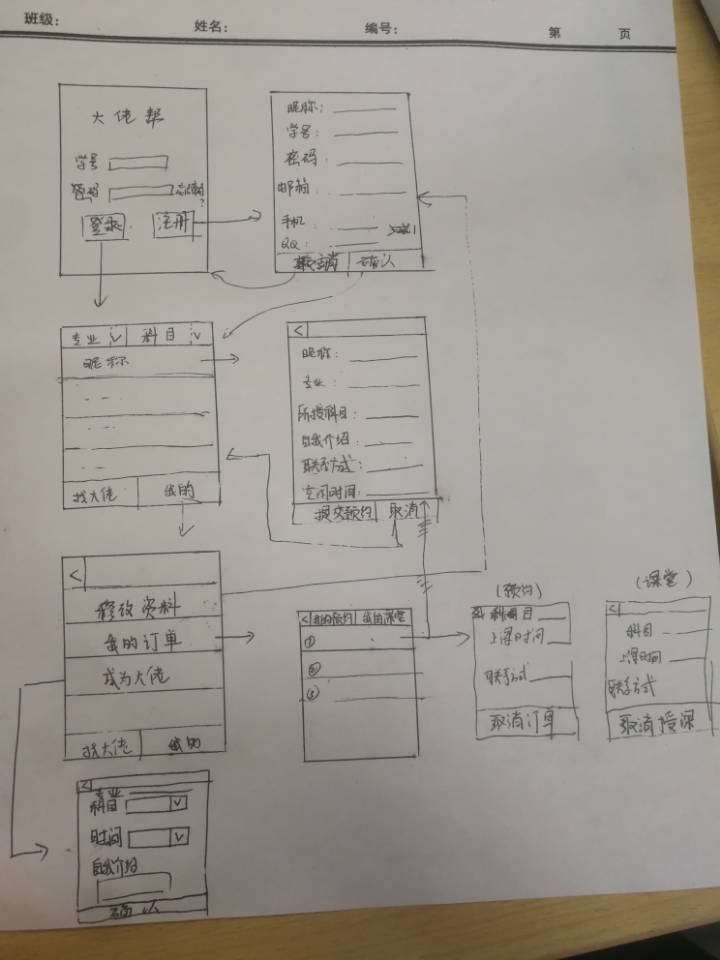 班级：
姓名：
编号：
第 页
大佬帮
学号
密码 忘记密码?
登录 注册
昵称：
学号：
密码：
邮箱：
手机
QQ：
取消 确认
专业 ∨ 科目 ∨
昵称
找大佬 我的
<
昵称：
专业：
所授科目：
自我介绍：
联系方式：
空闲时间：
提交预约 取消
<
修改资料
我的订单
成为大佬
找大佬 我的
< 我的预约 我的课堂
①
②
③
(预约)
科目
上课时间
联系方式
取消订单
(课堂)
<
科目
上课时间
联系方式
取消授课
<
专业
科目 ∨
时间 ∨
自我介绍
确认